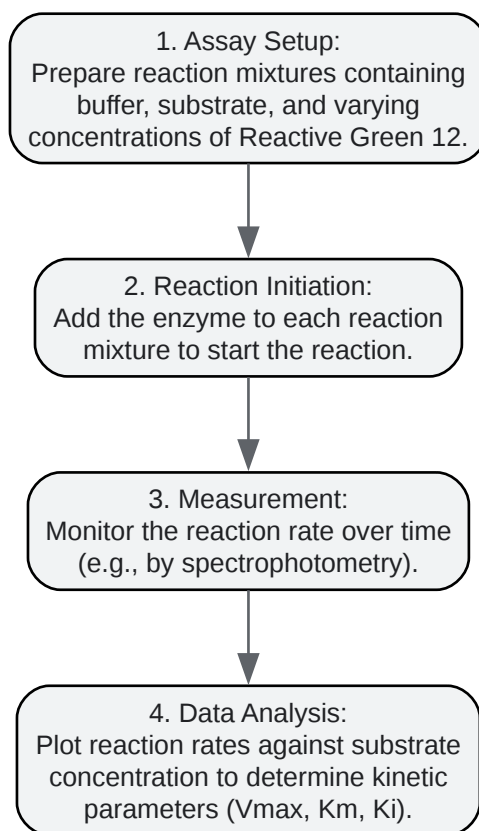 1. Assay Setup:
Prepare reaction mixtures containing
buffer, substrate, and varying
concentrations of Reactive Green 12.
2. Reaction Initiation:
Add the enzyme to each reaction
mixture to start the reaction.
3. Measurement:
Monitor the reaction rate over time
(e.g., by spectrophotometry).
4. Data Analysis:
Plot reaction rates against substrate
concentration to determine kinetic
parameters (Vmax, Km, Ki).